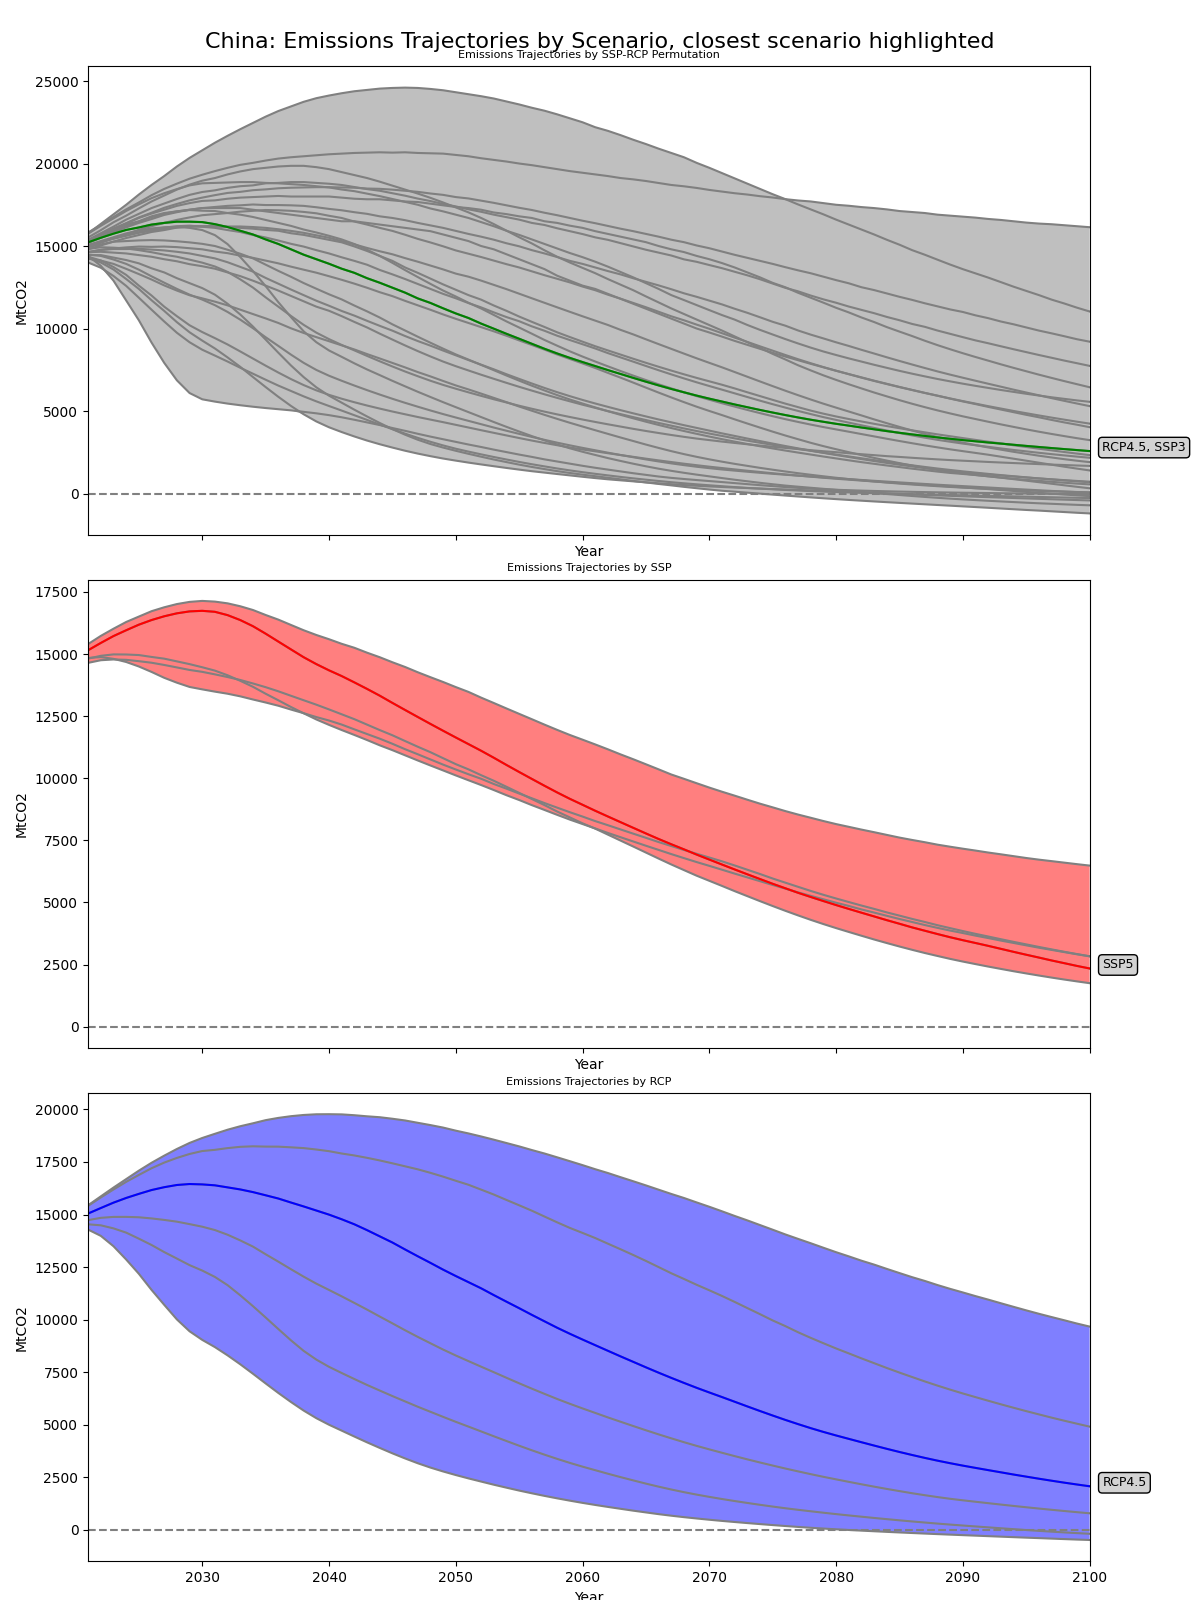 China: Emissions Trajectories by Scenario, closest scenario highlighted
Emissions Trajectories by SSP-RCP Permutation
25000
20000
15000
10000
5000
0
MtCO2
RCP4.5, SSP3
Year
Emissions Trajectories by SSP
17500
15000
12500
10000
7500
5000
2500
0
MtCO2
SSP5
Year
Emissions Trajectories by RCP
20000
17500
15000
12500
10000
7500
5000
2500
0
MtCO2
RCP4.5
2030
2040
2050
2060
2070
2080
2090
2100
Year